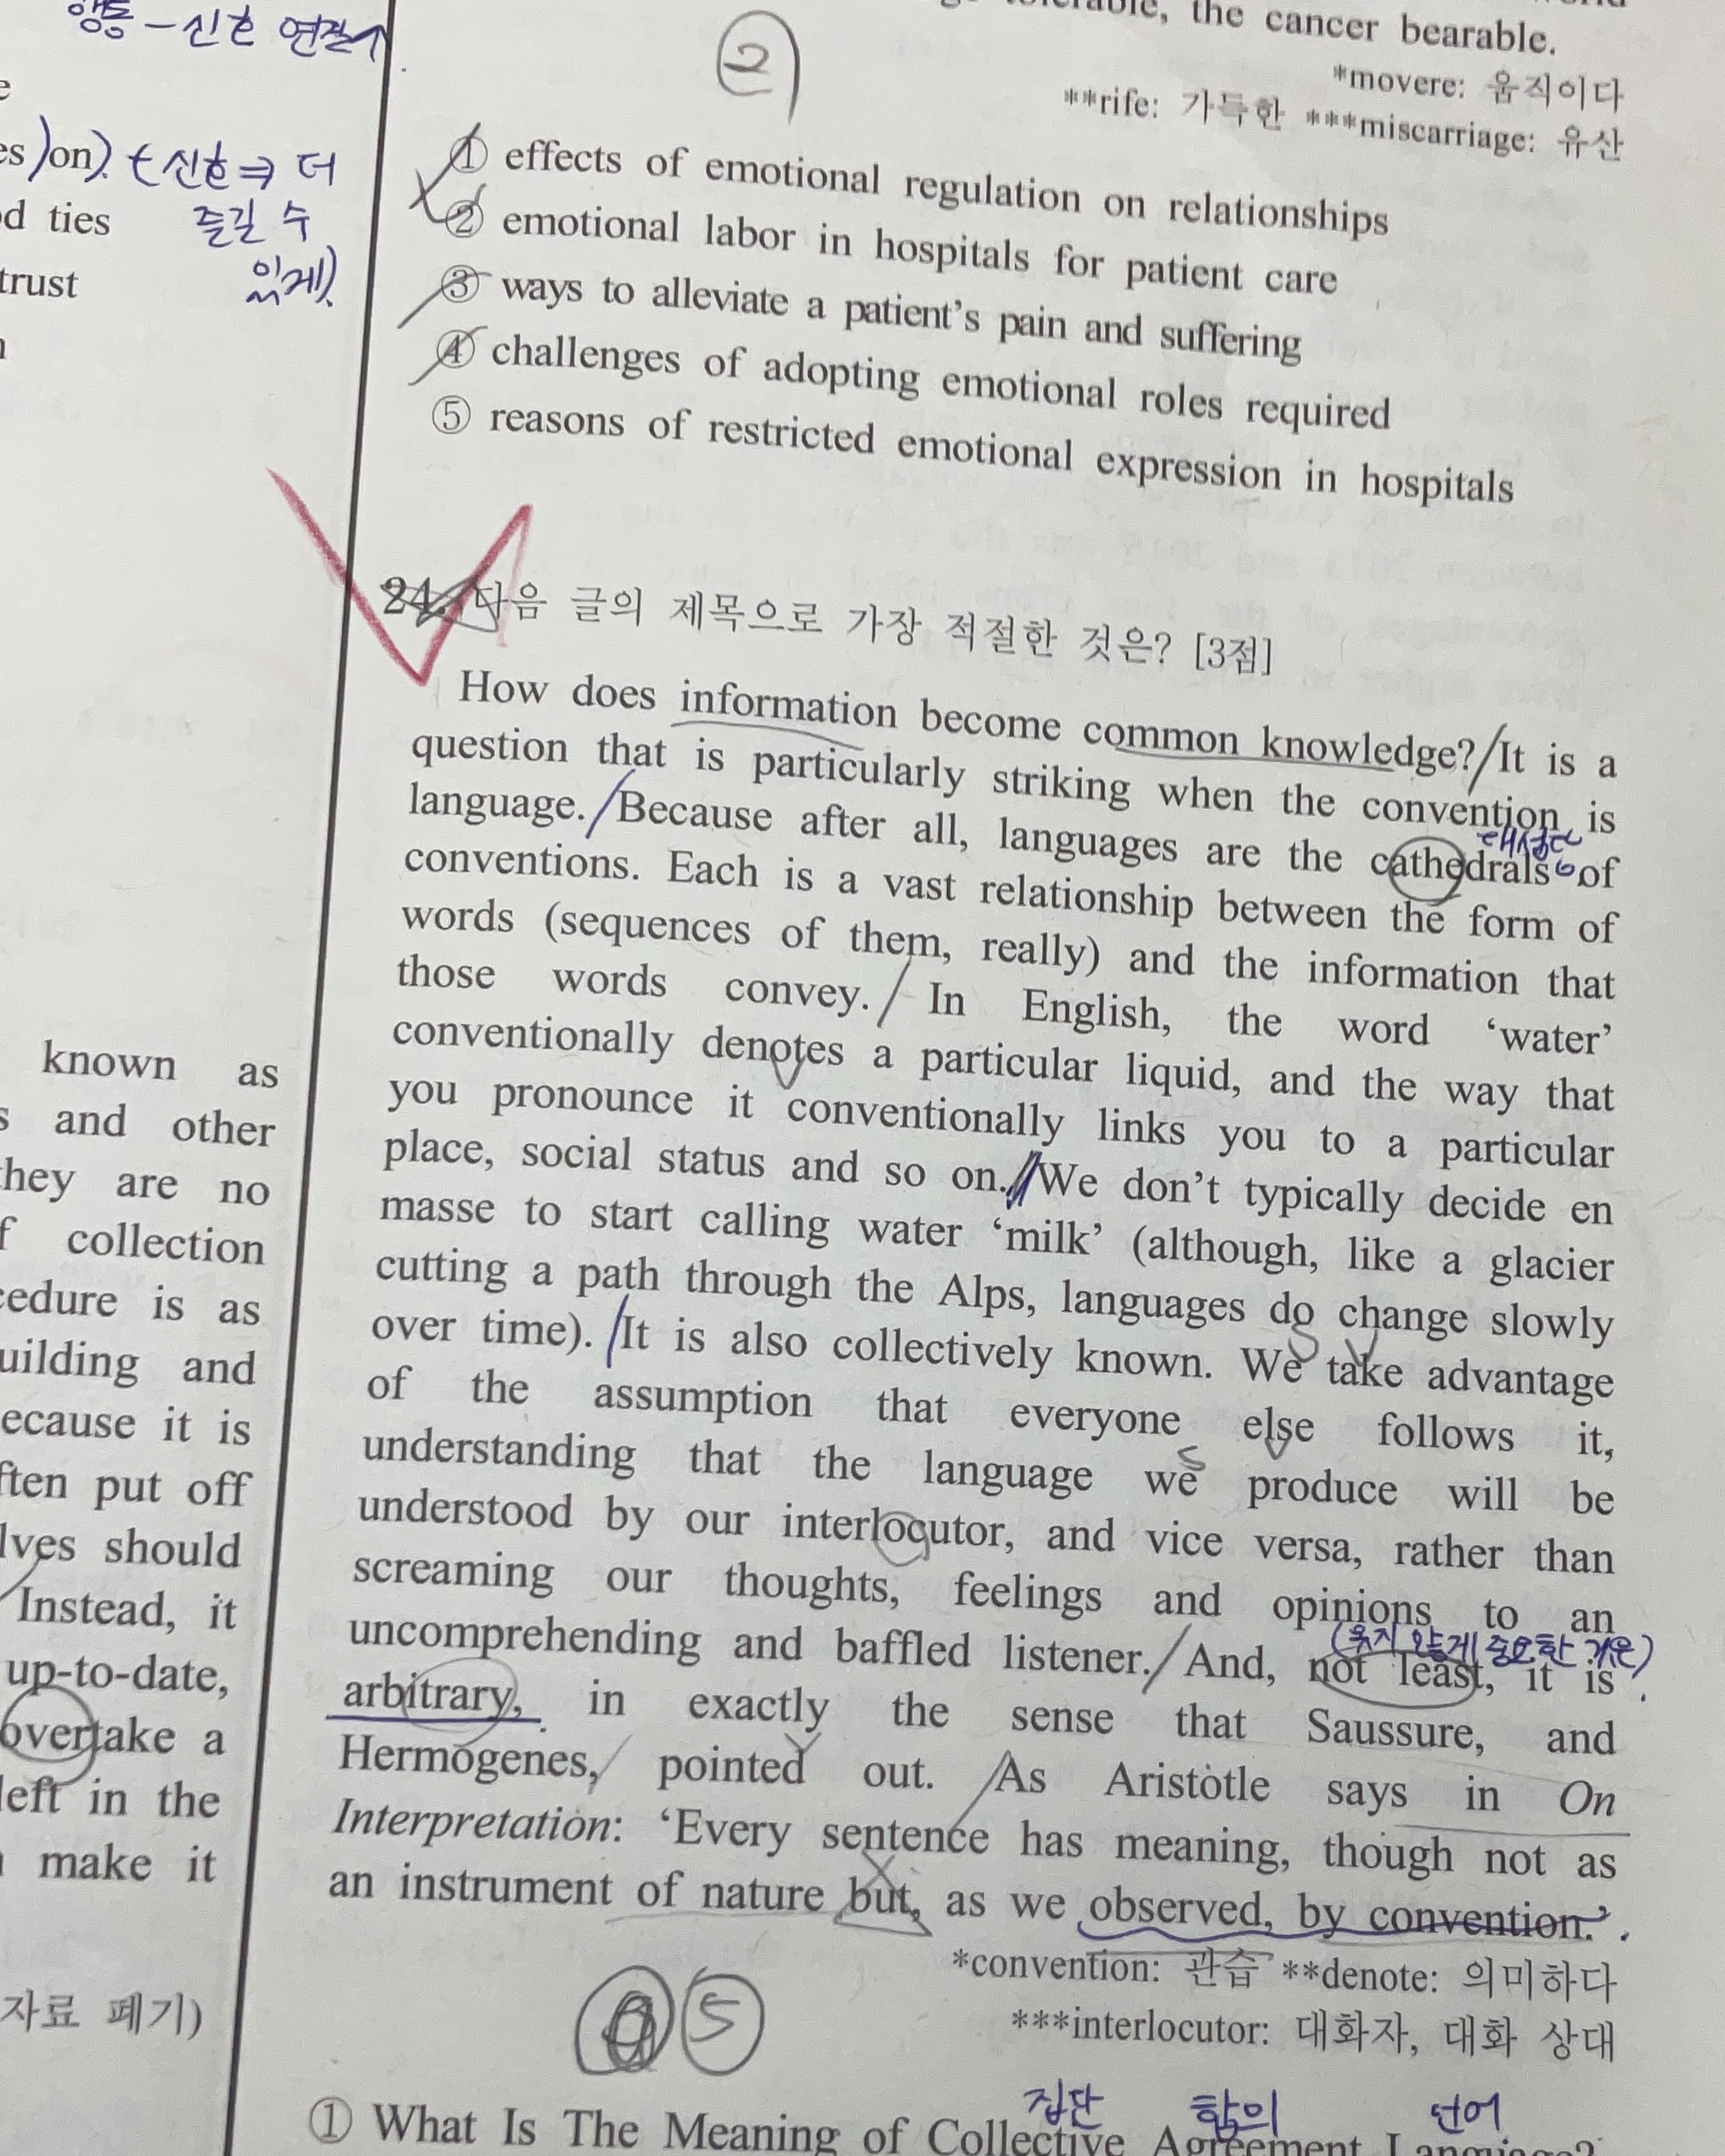 행동 - 신호 연결↑
②
the cancer bearable.
*movere: 움직이다
**rife: 가득한 ***miscarriage: 유산
es)on). (신호⇒ 더
d ties 즐길 수
trust 있게).
① effects of emotional regulation on relationships
② emotional labor in hospitals for patient care
③ ways to alleviate a patient's pain and suffering
④ challenges of adopting emotional roles required
⑤ reasons of restricted emotional expression in hospitals
known as
s and other
they are no
f collection
cedure is as
uilding and
ecause it is
ften put off
lves should
Instead, it
up-to-date,
overtake a
left in the
make it
자료 폐기)
24. 다음 글의 제목으로 가장 적절한 것은? [3점]
How does information become common knowledge? It is a
question that is particularly striking when the convention is
대성당
language. Because after all, languages are the cathedrals of
conventions. Each is a vast relationship between the form of
words (sequences of them, really) and the information that
those words convey. In English, the word 'water'
conventionally denotes a particular liquid, and the way that
you pronounce it conventionally links you to a particular
place, social status and so on. We don't typically decide en
masse to start calling water 'milk' (although, like a glacier
cutting a path through the Alps, languages do change slowly
over time). It is also collectively known. We take advantage
of the assumption that everyone else follows it,
understanding that the language we produce will be
understood by our interlocutor, and vice versa, rather than
screaming our thoughts, feelings and opinions to an
uncomprehending and baffled listener. And, not least, it is
arbitrary, in exactly the sense that Saussure, and
Hermogenes, pointed out. As Aristotle says in On
Interpretation: 'Every sentence has meaning, though not as
an instrument of nature but, as we observed, by convention.'.
*convention: 관습 **denote: 의미하다
***interlocutor: 대화자, 대화 상대
⑤
집단 합의 언어
① What Is The Meaning of Collective Agreement Language?